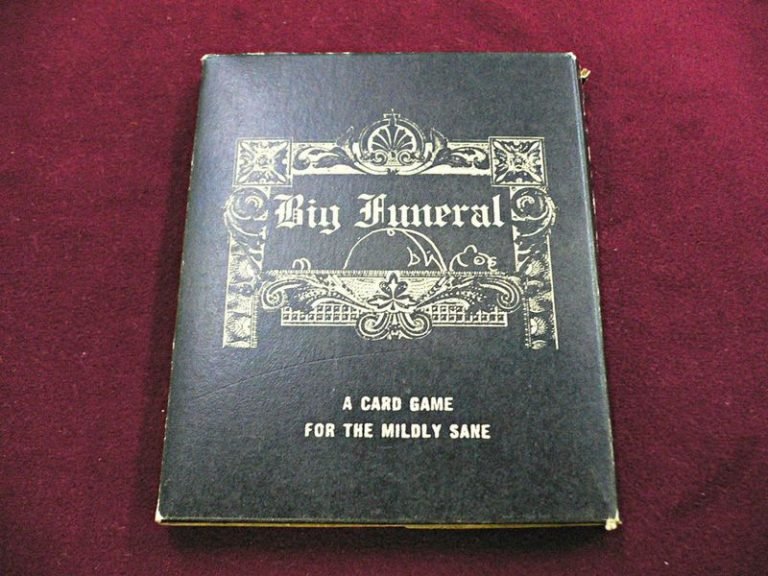 Big Funeral
A CARD GAME
FOR THE MILDLY SANE